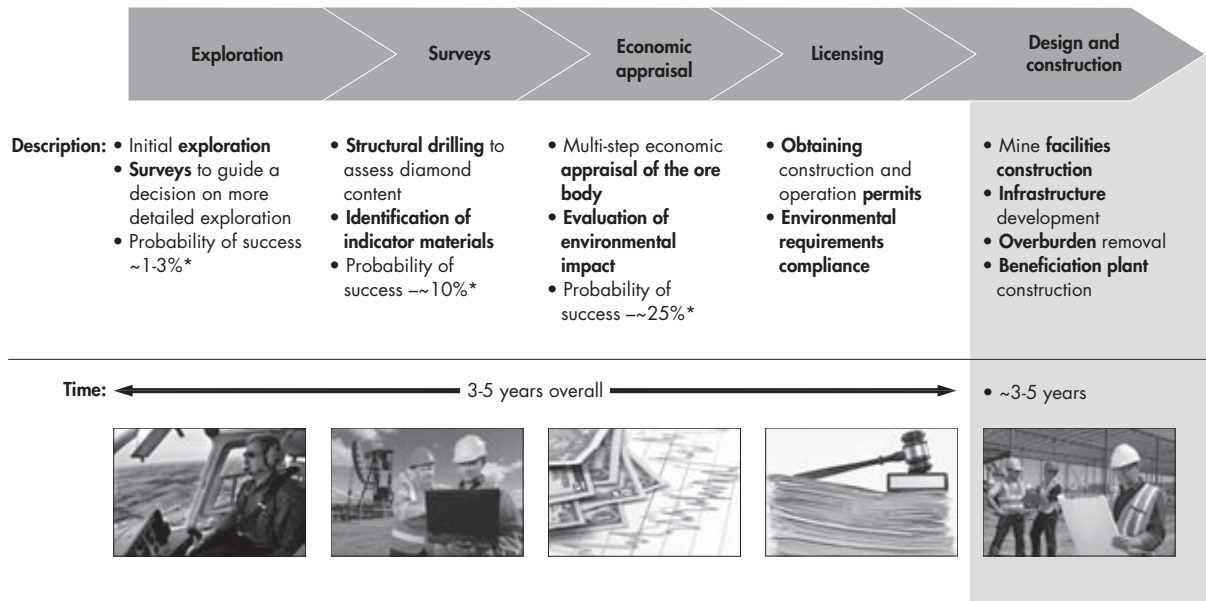 Exploration
Surveys
Economic
appraisal
Licensing
Design and
construction
Description:
• Initial exploration
• Surveys to guide a
decision on more
detailed exploration
• Probability of success
~1-3%*
• Structural drilling to
assess diamond
content
• Identification of
indicator materials
• Probability of
success –~10%*
• Multi-step economic
appraisal of the ore
body
• Evaluation of
environmental
impact
• Probability of
success –~25%*
• Obtaining
construction and
operation permits
• Environmental
requirements
compliance
• Mine facilities
construction
• Infrastructure
development
• Overburden removal
• Beneficiation plant
construction
Time:
3-5 years overall
• ~3-5 years